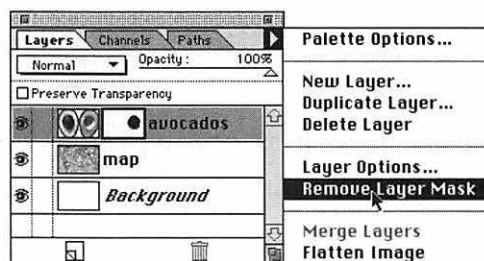 Layers Channels Paths
Normal Opacity: 100%
Preserve Transparency
avocados
map
Background
Palette Options...
New Layer...
Duplicate Layer...
Delete Layer
Layer Options...
Remove Layer Mask
Merge Layers
Flatten Image